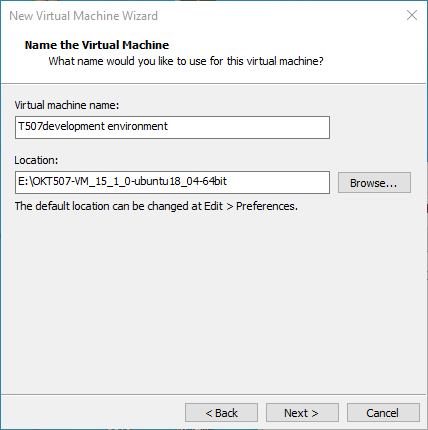 New Virtual Machine Wizard
Name the Virtual Machine
What name would you like to use for this virtual machine?
Virtual machine name:
T507development environment
Location:
E:\OKT507-VM_15_1_0-ubuntu18_04-64bit
Browse...
The default location can be changed at Edit > Preferences.
< Back
Next >
Cancel